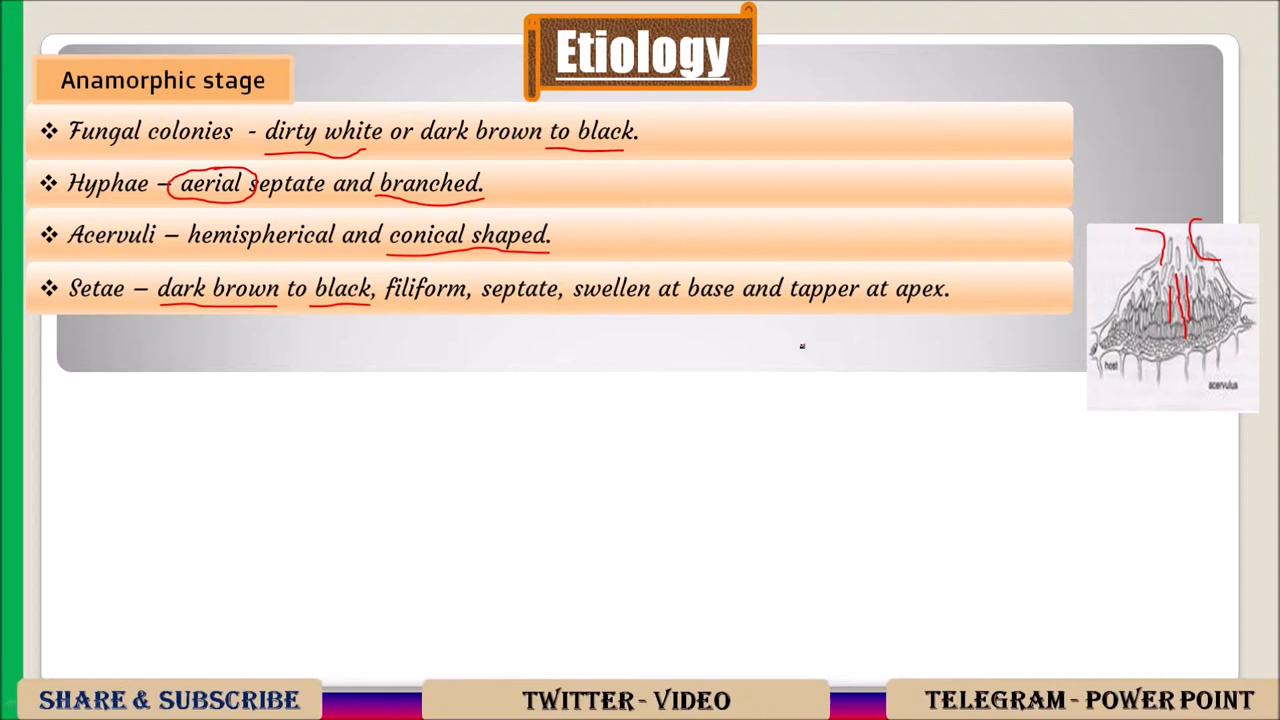 Etiology
Anamorphic stage
❖ Fungal colonies - dirty white or dark brown to black.
❖ Hyphae – aerial septate and branched.
❖ Acervuli – hemispherical and conical shaped.
❖ Setae – dark brown to black, filiform, septate, swellen at base and tapper at apex.
host
acervulus
SHARE & SUBSCRIBE
TWITTER - VIDEO
TELEGRAM - POWER POINT